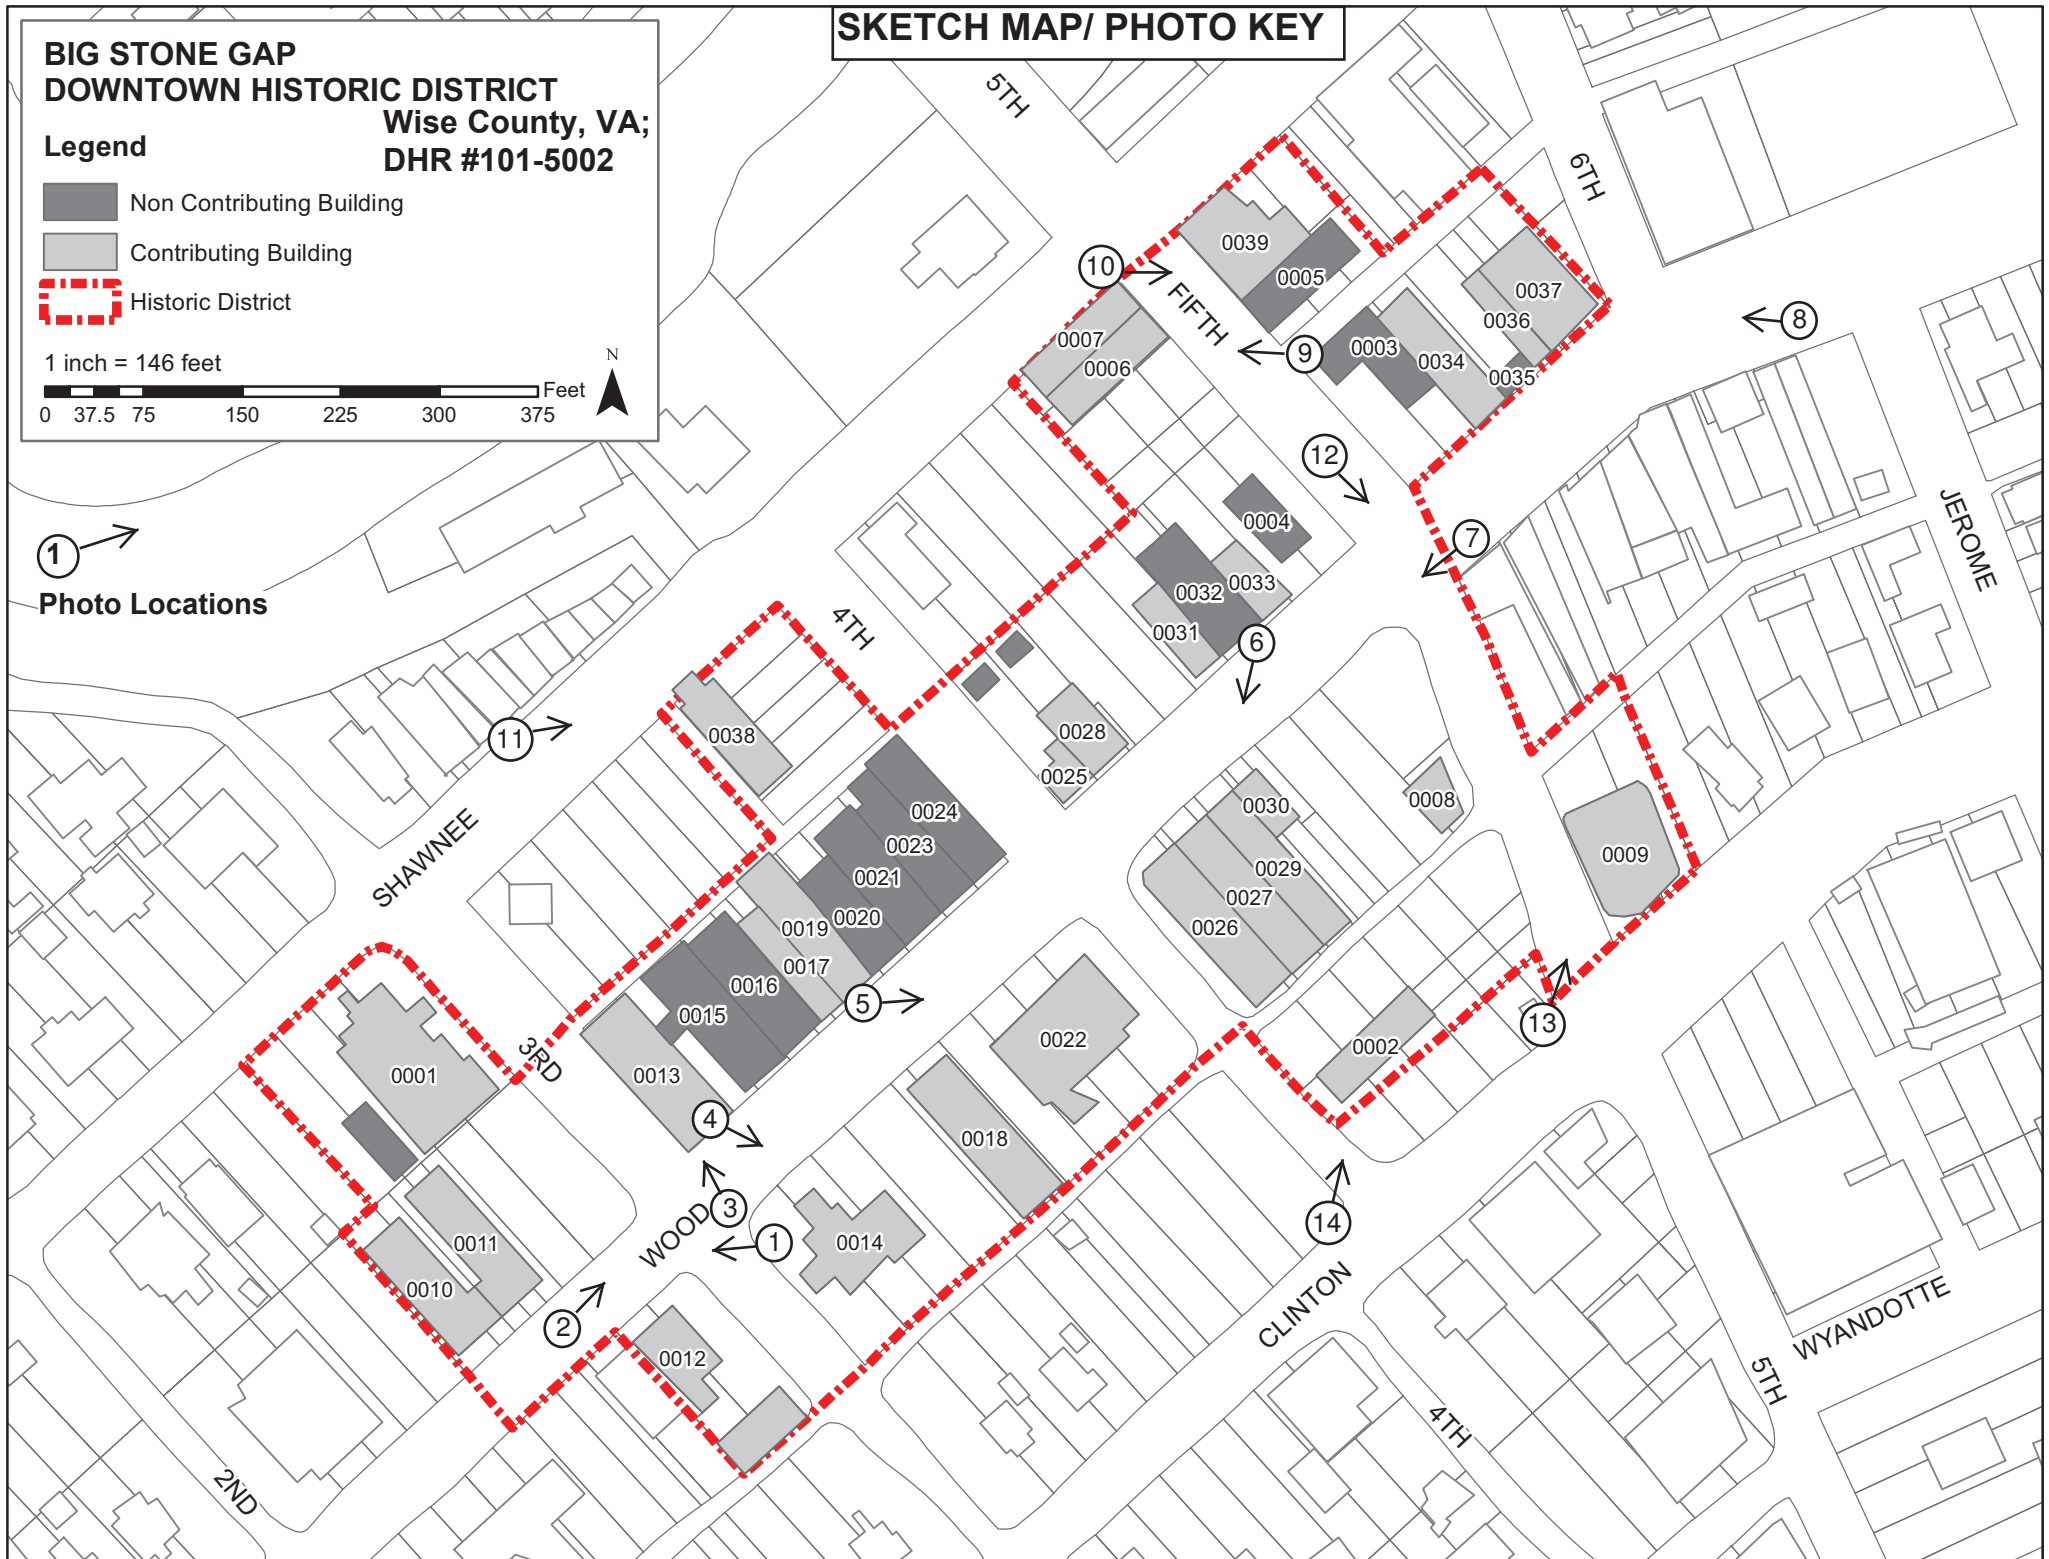 SKETCH MAP/ PHOTO KEY
BIG STONE GAP
DOWNTOWN HISTORIC DISTRICT
Wise County, VA;
DHR #101-5002
Legend
Non Contributing Building
Contributing Building
Historic District
1 inch = 146 feet
N
Feet
0 37.5 75 150 225 300 375
1
Photo Locations
5TH
6TH
0039
10
0005
FIFTH
0037
0036
8
0007
0006
9
0003
0034
0035
12
0004
7
JEROME
0033
0032
0031
6
4TH
11
0038
0028
0025
0030
0008
0024
0023
0029
0009
SHAWNEE
0021
0027
0020
0026
0019
0017
0016
5
0015
13
0022
0002
3RD
0001
0013
4
0018
3
14
WOOD
1
0014
0011
0010
2
CLINTON
0012
WYANDOTTE
5TH
4TH
2ND